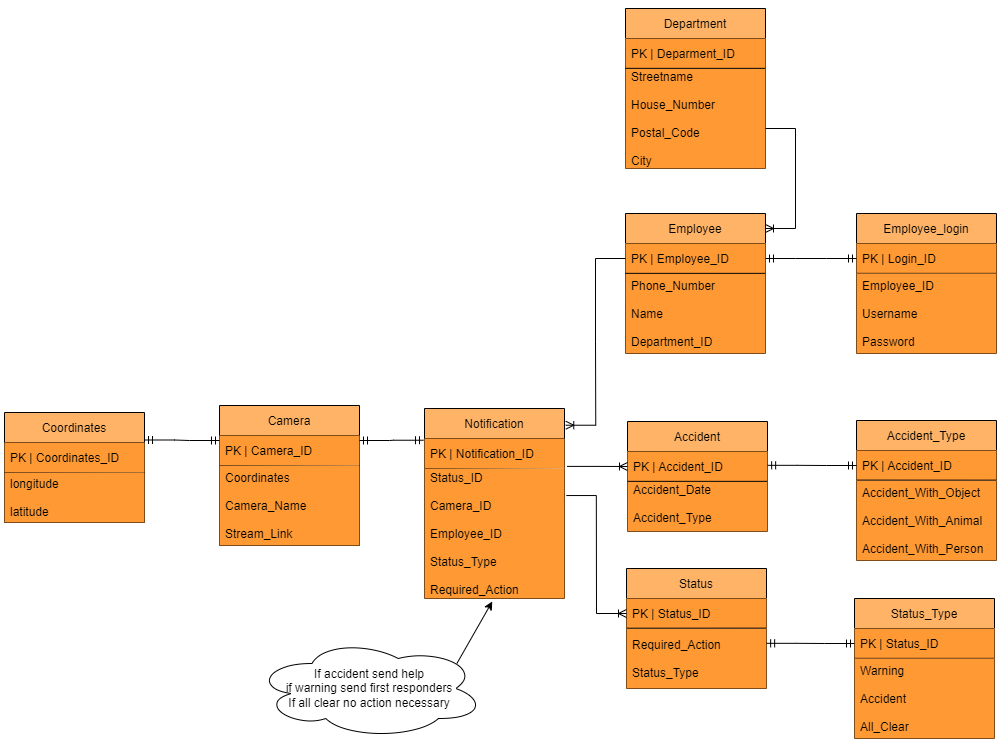 Department
PK | Deparment_ID
Streetname
House_Number
Postal_Code
City
Employee
PK | Employee_ID
Phone_Number
Name
Department_ID
Employee_login
PK | Login_ID
Employee_ID
Username
Password
Coordinates
PK | Coordinates_ID
longitude
latitude
Camera
PK | Camera_ID
Coordinates
Camera_Name
Stream_Link
Notification
PK | Notification_ID
Status_ID
Camera_ID
Employee_ID
Status_Type
Required_Action
Accident
PK | Accident_ID
Accident_Date
Accident_Type
Accident_Type
PK | Accident_ID
Accident_With_Object
Accident_With_Animal
Accident_With_Person
Status
PK | Status_ID
Required_Action
Status_Type
Status_Type
PK | Status_ID
Warning
Accident
All_Clear
If accident send help
if warning send first responders
If all clear no action necessary